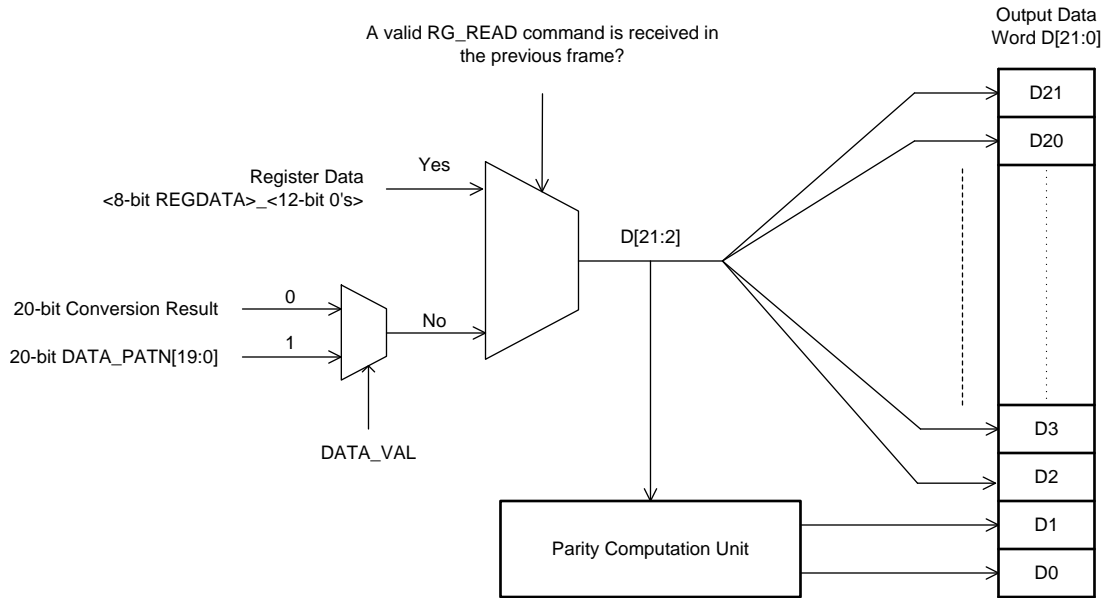 Output Data
Word D[21:0]
A valid RG_READ command is received in
the previous frame?
D21
D20
Yes
Register Data
<8-bit REGDATA>_<12-bit 0's>
D[21:2]
20-bit Conversion Result
0
No
20-bit DATA_PATN[19:0]
1
DATA_VAL
D3
D2
D1
Parity Computation Unit
D0